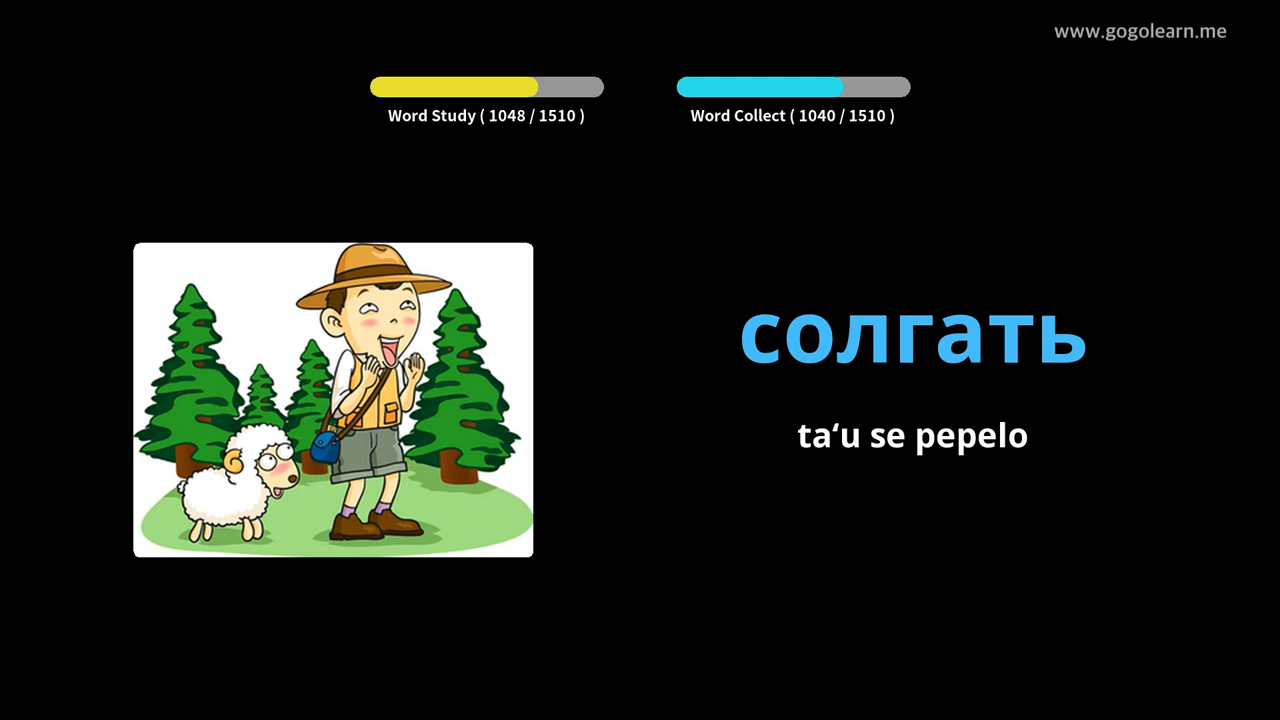 www.gogolearn.me
Word Study ( 1048 / 1510 )
Word Collect ( 1040 / 1510 )
солгать
ta‘u se pepelo